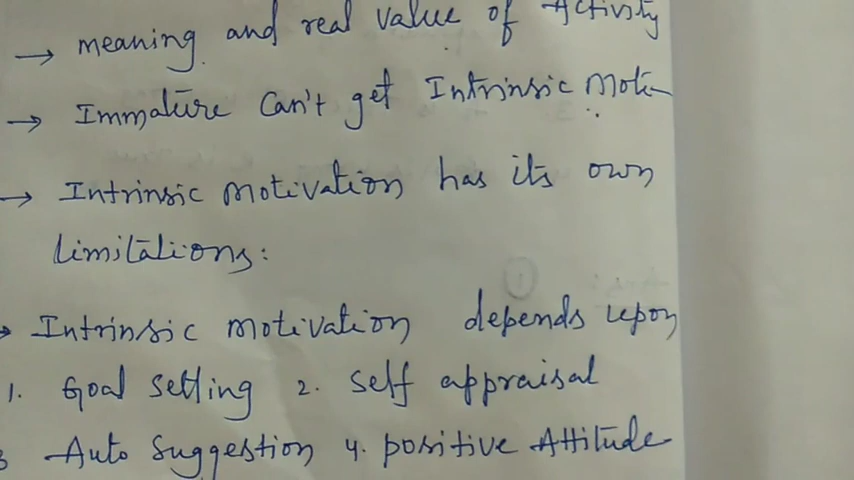 → meaning and real value of Activity
→ Immature can't get Intrinsic Moti-
→ Intrinsic motivation has its own
limitations:
→ Intrinsic motivation depends upon
1. Goal Setting 2. Self appraisal
3 Auto Suggestion 4. positive Attitude